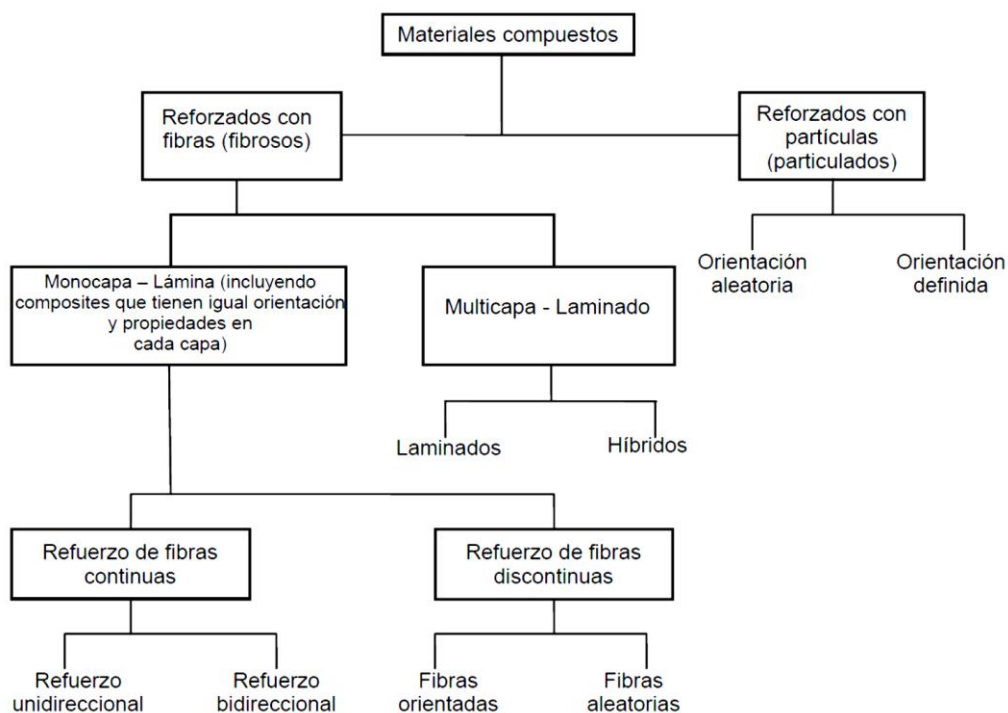 Materiales compuestos
Reforzados con
fibras (fibrosos)
Reforzados con
partículas
(particulados)
Orientación
aleatoria
Orientación
definida
Monocapa – Lámina (incluyendo
composites que tienen igual orientación
y propiedades en
cada capa)
Multicapa - Laminado
Laminados
Híbridos
Refuerzo de fibras
continuas
Refuerzo de fibras
discontinuas
Refuerzo
unidireccional
Refuerzo
bidireccional
Fibras
orientadas
Fibras
aleatorias